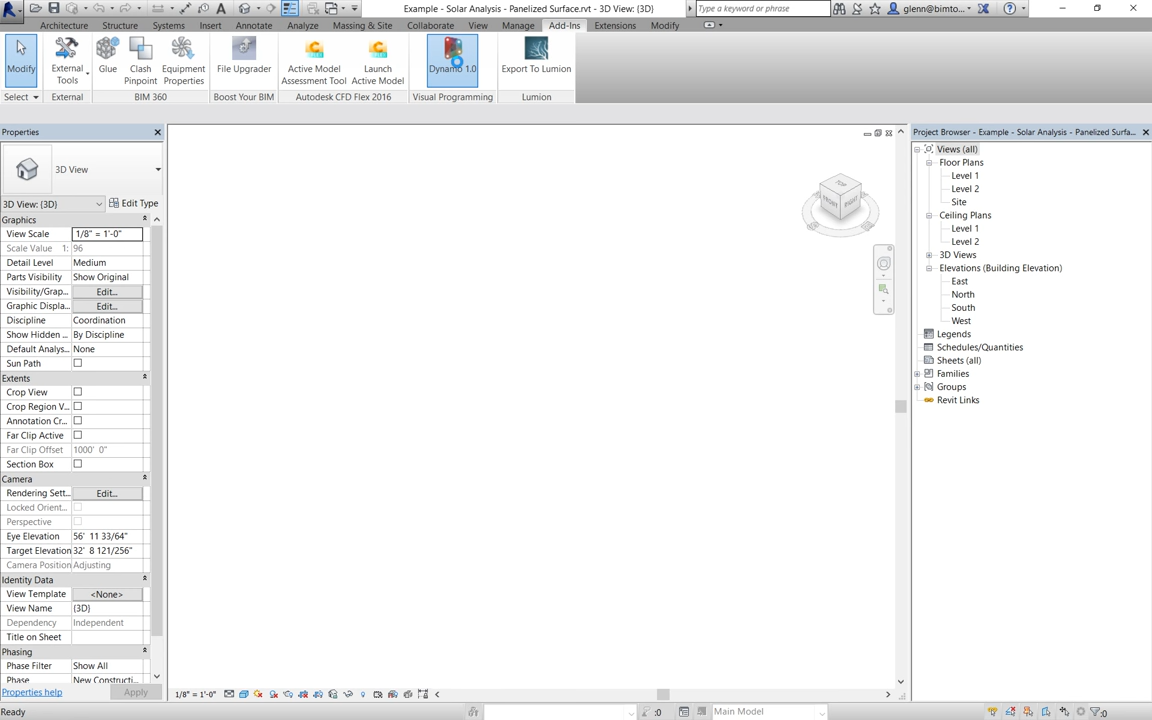 Example - Solar Analysis - Panelized Surface.rvt - 3D View: {3D}
Type a keyword or phrase
glenn@bimto...
Architecture Structure Systems Insert Annotate Analyze Massing & Site Collaborate View Manage Add-Ins Extensions Modify
Modify
External Tools
Glue
Clash Pinpoint
Equipment Properties
File Upgrader
Active Model Assessment Tool
Launch Active Model
Dynamo 1.0
Export To Lumion
Select
External
BIM 360
Boost Your BIM
Autodesk CFD Flex 2016
Visual Programming
Lumion
Properties
3D View
3D View: {3D}
Edit Type
Graphics
View Scale 1/8" = 1'-0"
Scale Value 1: 96
Detail Level Medium
Parts Visibility Show Original
Visibility/Grap... Edit...
Graphic Displa... Edit...
Discipline Coordination
Show Hidden ... By Discipline
Default Analys... None
Sun Path
Extents
Crop View
Crop Region V...
Annotation Cr...
Far Clip Active
Far Clip Offset 1000' 0"
Section Box
Camera
Rendering Sett... Edit...
Locked Orient...
Perspective
Eye Elevation 56' 11 33/64"
Target Elevation 32' 8 121/256"
Camera Position Adjusting
Identity Data
View Template <None>
View Name {3D}
Dependency Independent
Title on Sheet
Phasing
Phase Filter Show All
Phase New Constructi...
Properties help
Apply
TOP
FRONT
RIGHT
Project Browser - Example - Solar Analysis - Panelized Surfa...
Views (all)
Floor Plans
Level 1
Level 2
Site
Ceiling Plans
Level 1
Level 2
3D Views
Elevations (Building Elevation)
East
North
South
West
Legends
Schedules/Quantities
Sheets (all)
Families
Groups
Revit Links
1/8" = 1'-0"
Ready
:0
Main Model
:0